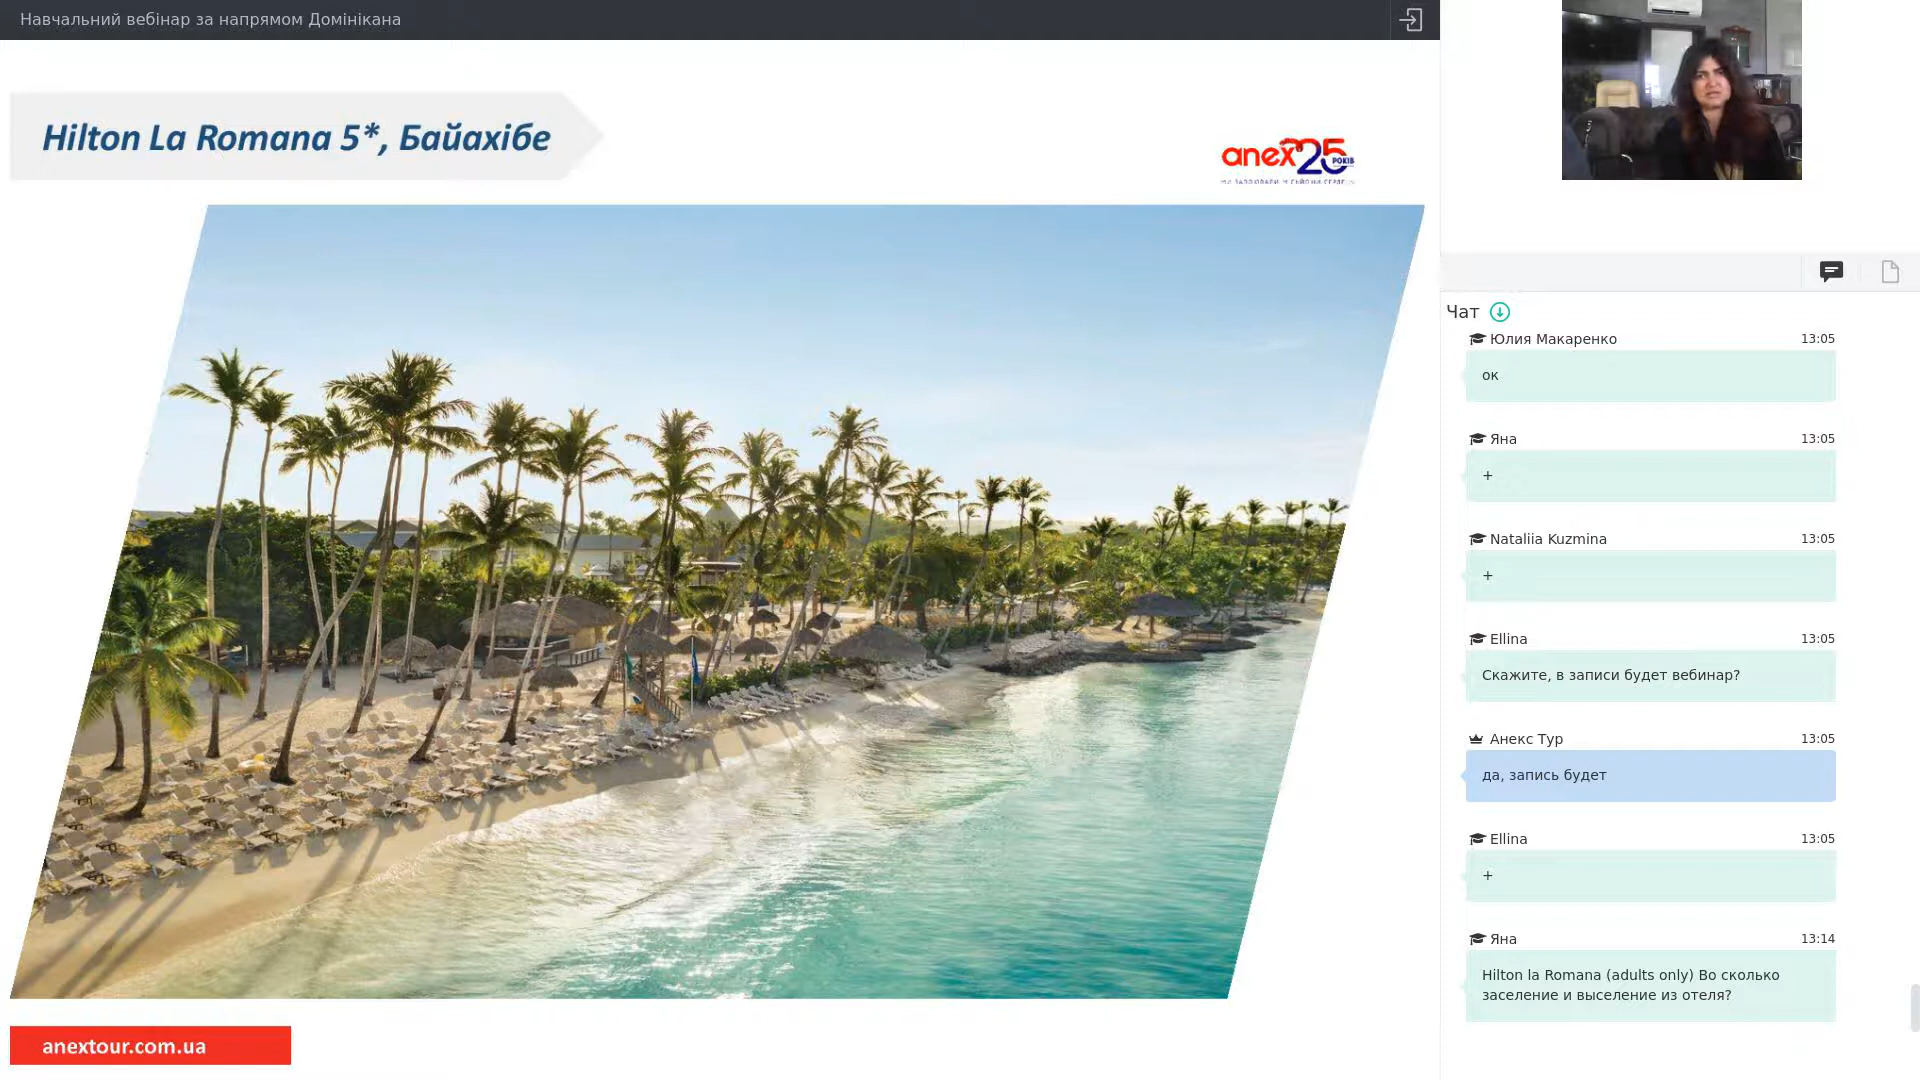 Навчальний вебінар за напрямом Домінікана
Hilton La Romana 5*, Байахібе
anex 25 РОКІВ
anextour.com.ua
Чат
Юлия Макаренко 13:05
ок
Яна 13:05
+
Nataliia Kuzmina 13:05
+
Ellina 13:05
Скажите, в записи будет вебинар?
Анекс Тур 13:05
да, запись будет
Ellina 13:05
+
Яна 13:14
Hilton la Romana (adults only) Во сколько
заселение и выселение из отеля?